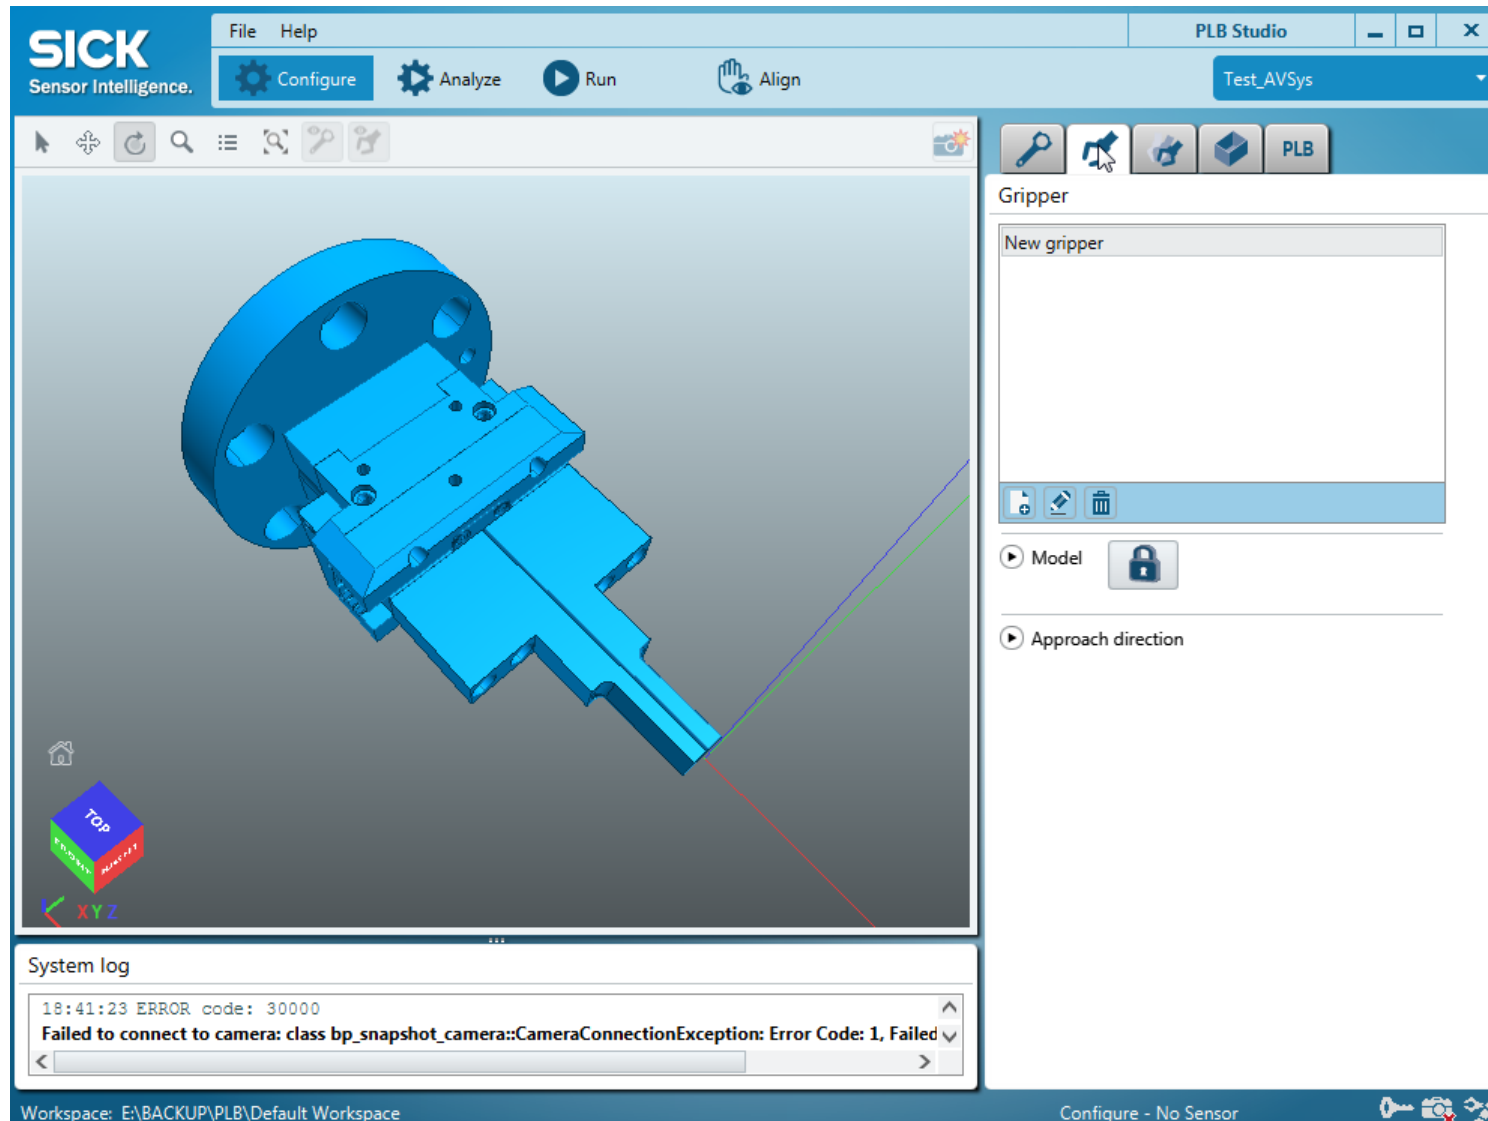 SICK
Sensor Intelligence.
File Help
PLB Studio
Configure
Analyze
Run
Align
Test_AVSys
PLB
Gripper
New gripper
Model
Approach direction
TOP
X Y Z
System log
18:41:23 ERROR code: 30000
Failed to connect to camera: class bp_snapshot_camera::CameraConnectionException: Error Code: 1, Failed
Workspace: E:\BACKUP\PLB\Default Workspace
Configure - No Sensor